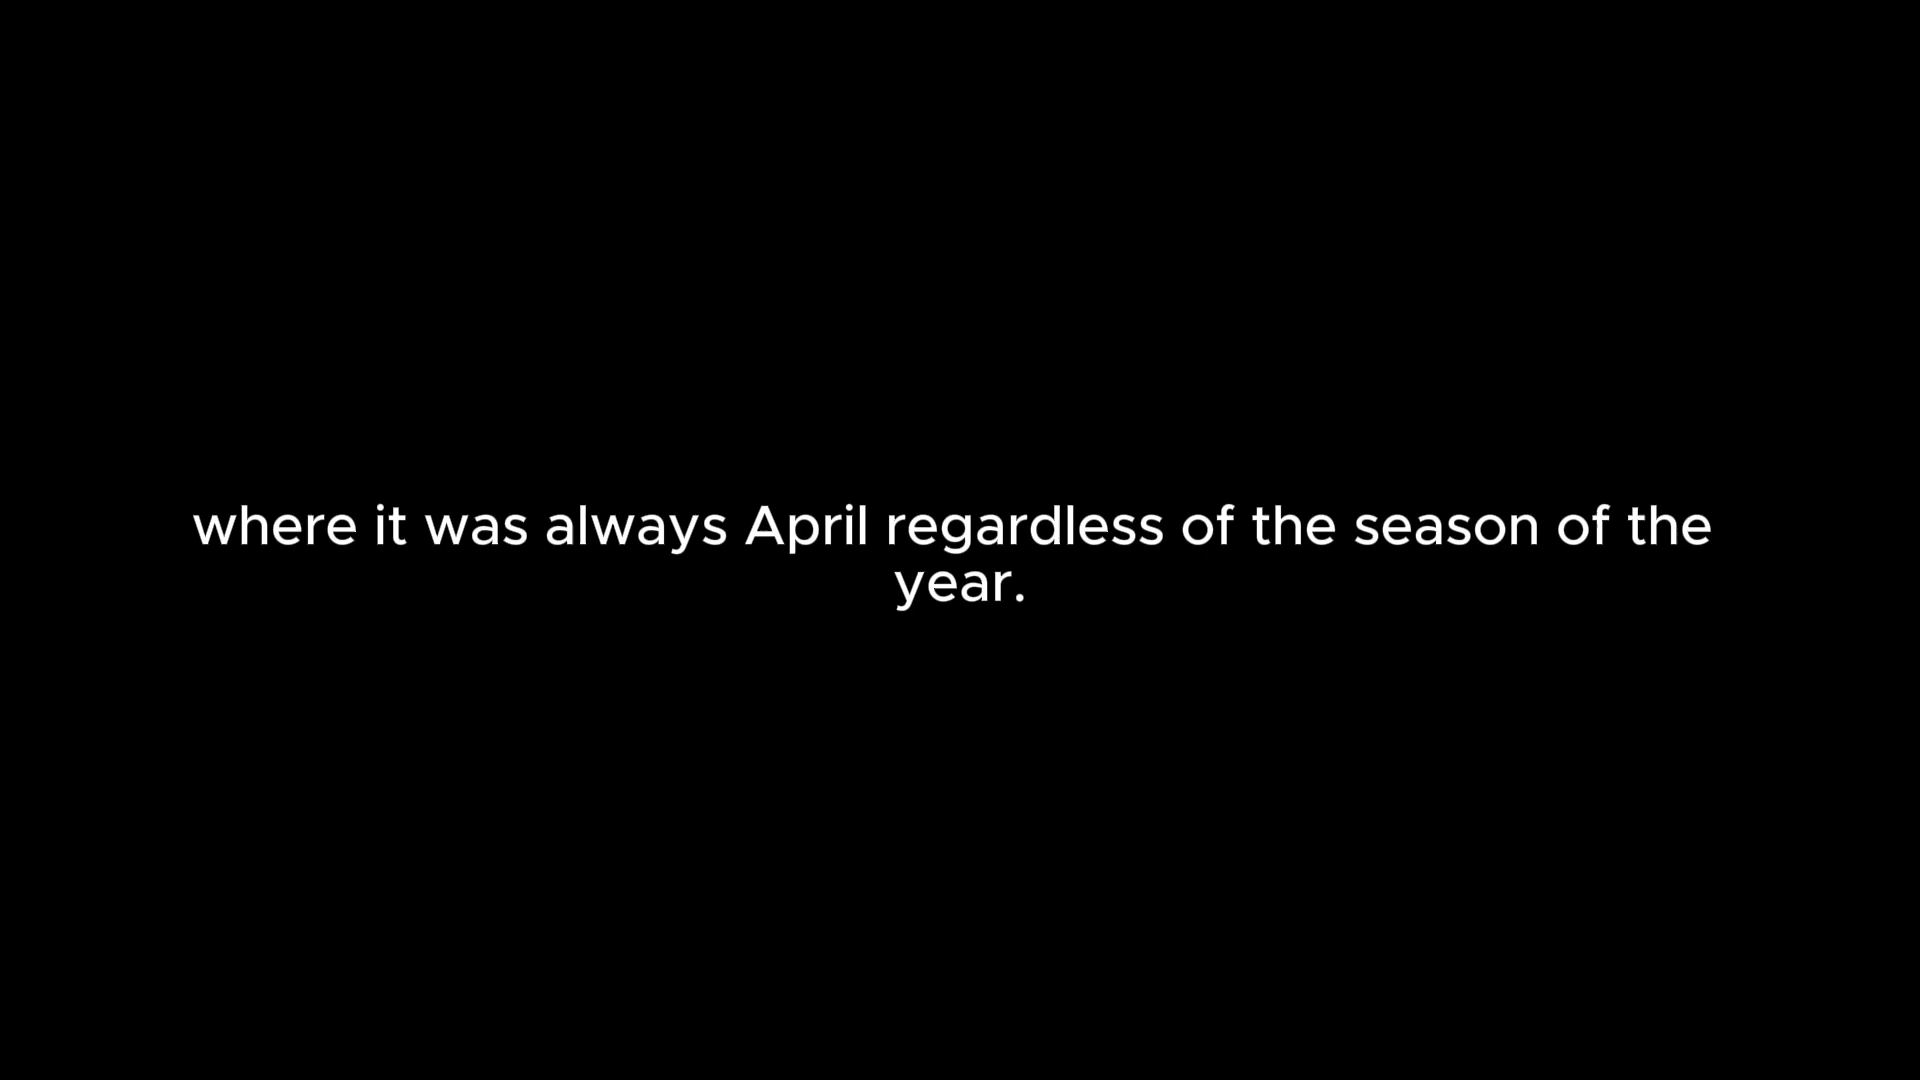 where it was always April regardless of the season of the
year.